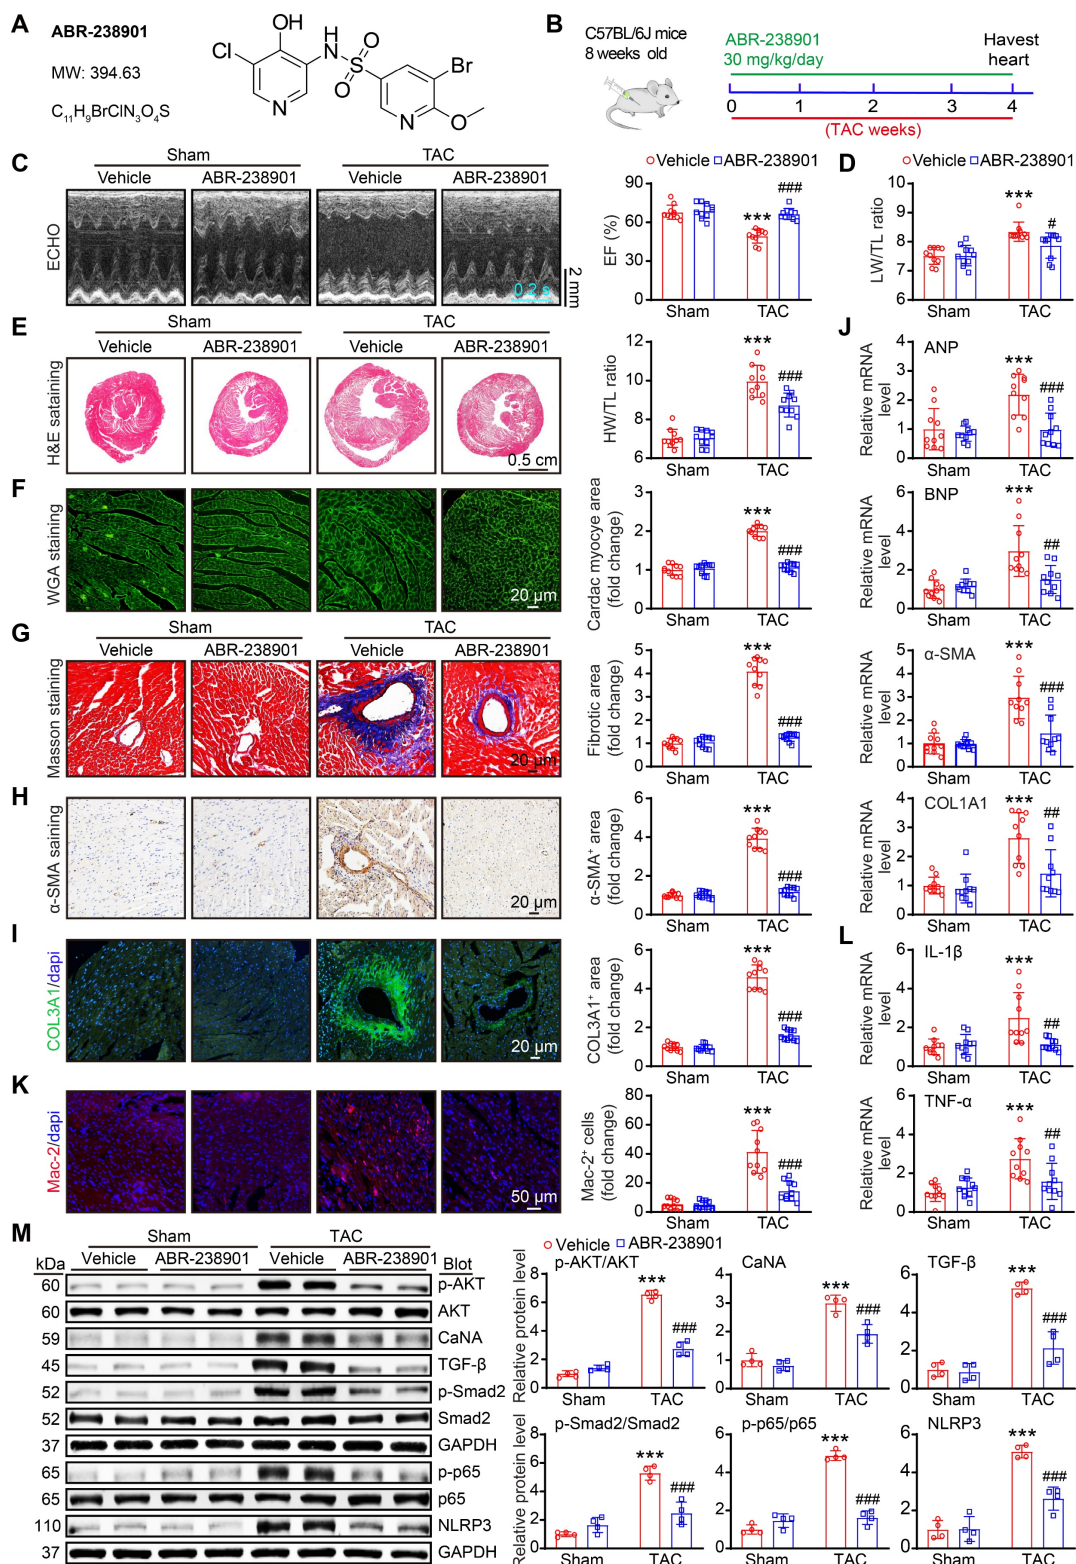 A
ABR-238901
MW: 394.63
C₁₁H₉BrClN₃O₄S
OH
Cl
H
N
O
S
O
N
Br
N
O
B
C57BL/6J mice
8 weeks old
ABR-238901
30 mg/kg/day
Havest
heart
0 1 2 3 4
(TAC weeks)
C
Sham TAC
Vehicle ABR-238901 Vehicle ABR-238901
ECHO
0.2 s
2 mm
Vehicle ABR-238901
EF (%)
90
60
30
0
***
###
Sham TAC
D
Vehicle ABR-238901
LW/TL ratio
10
9
8
7
6
***
#
Sham TAC
E
Sham TAC
Vehicle ABR-238901 Vehicle ABR-238901
H&E sataining
0.5 cm
HW/TL ratio
12
10
8
6
***
###
Sham TAC
F
WGA staining
20 μm
Cardac myocye area
(fold change)
3
2
1
0
***
###
Sham TAC
G
Sham TAC
Vehicle ABR-238901 Vehicle ABR-238901
Masson staining
20 μm
Fibrotic area
(fold change)
5
4
3
2
1
0
***
###
Sham TAC
H
α-SMA saining
20 μm
α-SMA⁺ area
(fold change)
6
4
2
0
***
###
Sham TAC
I
COL3A1/dapi
20 μm
COL3A1⁺ area
(fold change)
6
4
2
0
***
###
Sham TAC
J
ANP
Relative mRNA
level
4
3
2
1
0
***
###
Sham TAC
BNP
Relative mRNA
level
6
4
2
0
***
##
Sham TAC
α-SMA
Relative mRNA
level
5
4
3
2
1
0
***
###
Sham TAC
COL1A1
Relative mRNA
level
4
3
2
1
0
***
##
Sham TAC
K
Mac-2/dapi
50 μm
Mac-2⁺ cells
(fold change)
80
60
40
20
0
***
###
Sham TAC
L
IL-1β
Relative mRNA
level
6
4
2
0
***
##
Sham TAC
TNF-α
Relative mRNA
level
6
4
2
0
***
##
Sham TAC
M
Sham TAC
kDa Vehicle ABR-238901 Vehicle ABR-238901 Blot
60 p-AKT
60 AKT
59 CaNA
45 TGF-β
52 p-Smad2
52 Smad2
37 GAPDH
65 p-p65
65 p65
110 NLRP3
37 GAPDH
Vehicle ABR-238901
p-AKT/AKT
Relative protein level
8
6
4
2
0
***
###
Sham TAC
CaNA
4
3
2
1
0
***
###
Sham TAC
TGF-β
6
4
2
0
***
###
Sham TAC
p-Smad2/Smad2
Relative protein level
8
6
4
2
0
***
###
Sham TAC
p-p65/p65
6
4
2
0
***
###
Sham TAC
NLRP3
6
4
2
0
***
###
Sham TAC